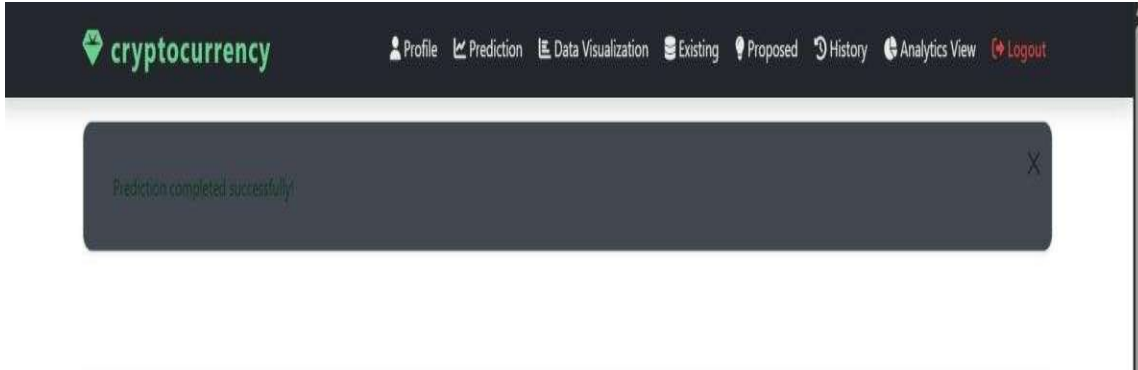 cryptocurrency Profile Prediction Data Visualization Existing Proposed History Analytics View Logout
X
Prediction completed successfully!